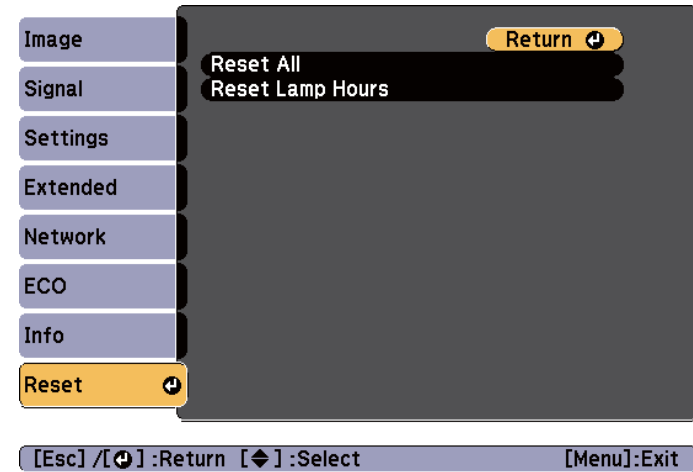 Image
Signal
Settings
Extended
Network
ECO
Info
Reset
Return
Reset All
Reset Lamp Hours
[Esc] /[ ] :Return [ ] :Select
[Menu]:Exit